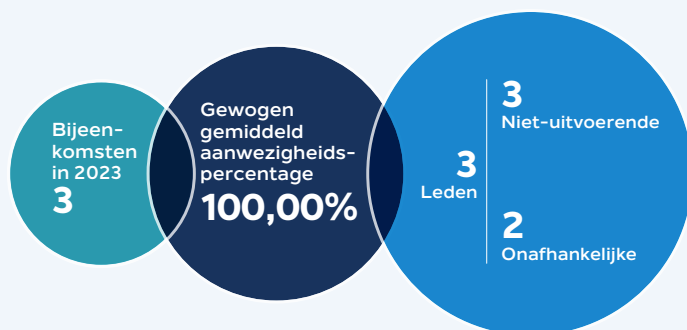 Bijeen-
komsten
in 2023
3
Gewogen
gemiddeld
aanwezigheids-
percentage
100,00%
3
Leden
3
Niet-uitvoerende
2
Onafhankelijke